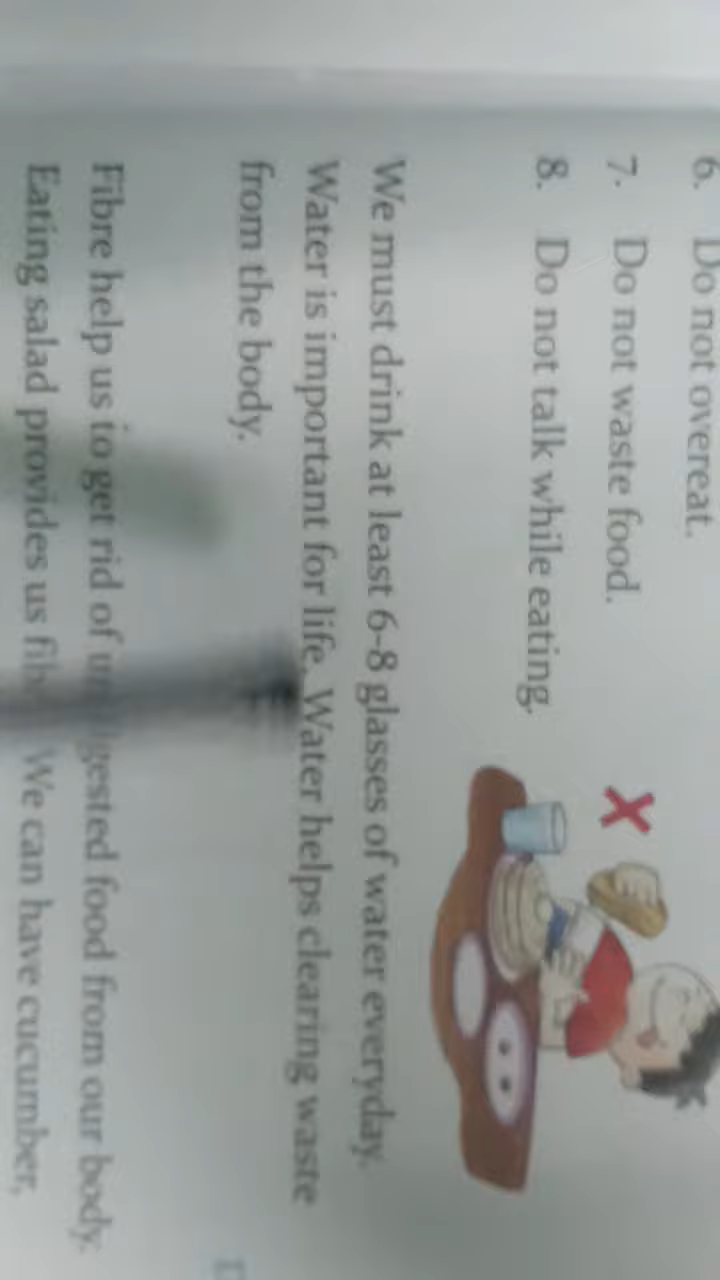 6. Do not overeat.
7. Do not waste food.
8. Do not talk while eating.
We must drink at least 6-8 glasses of water everyday.
Water is important for life. Water helps clearing waste
from the body.
Fibre help us to get rid of food from our body.
Eating salad provides us We can have cucumber,